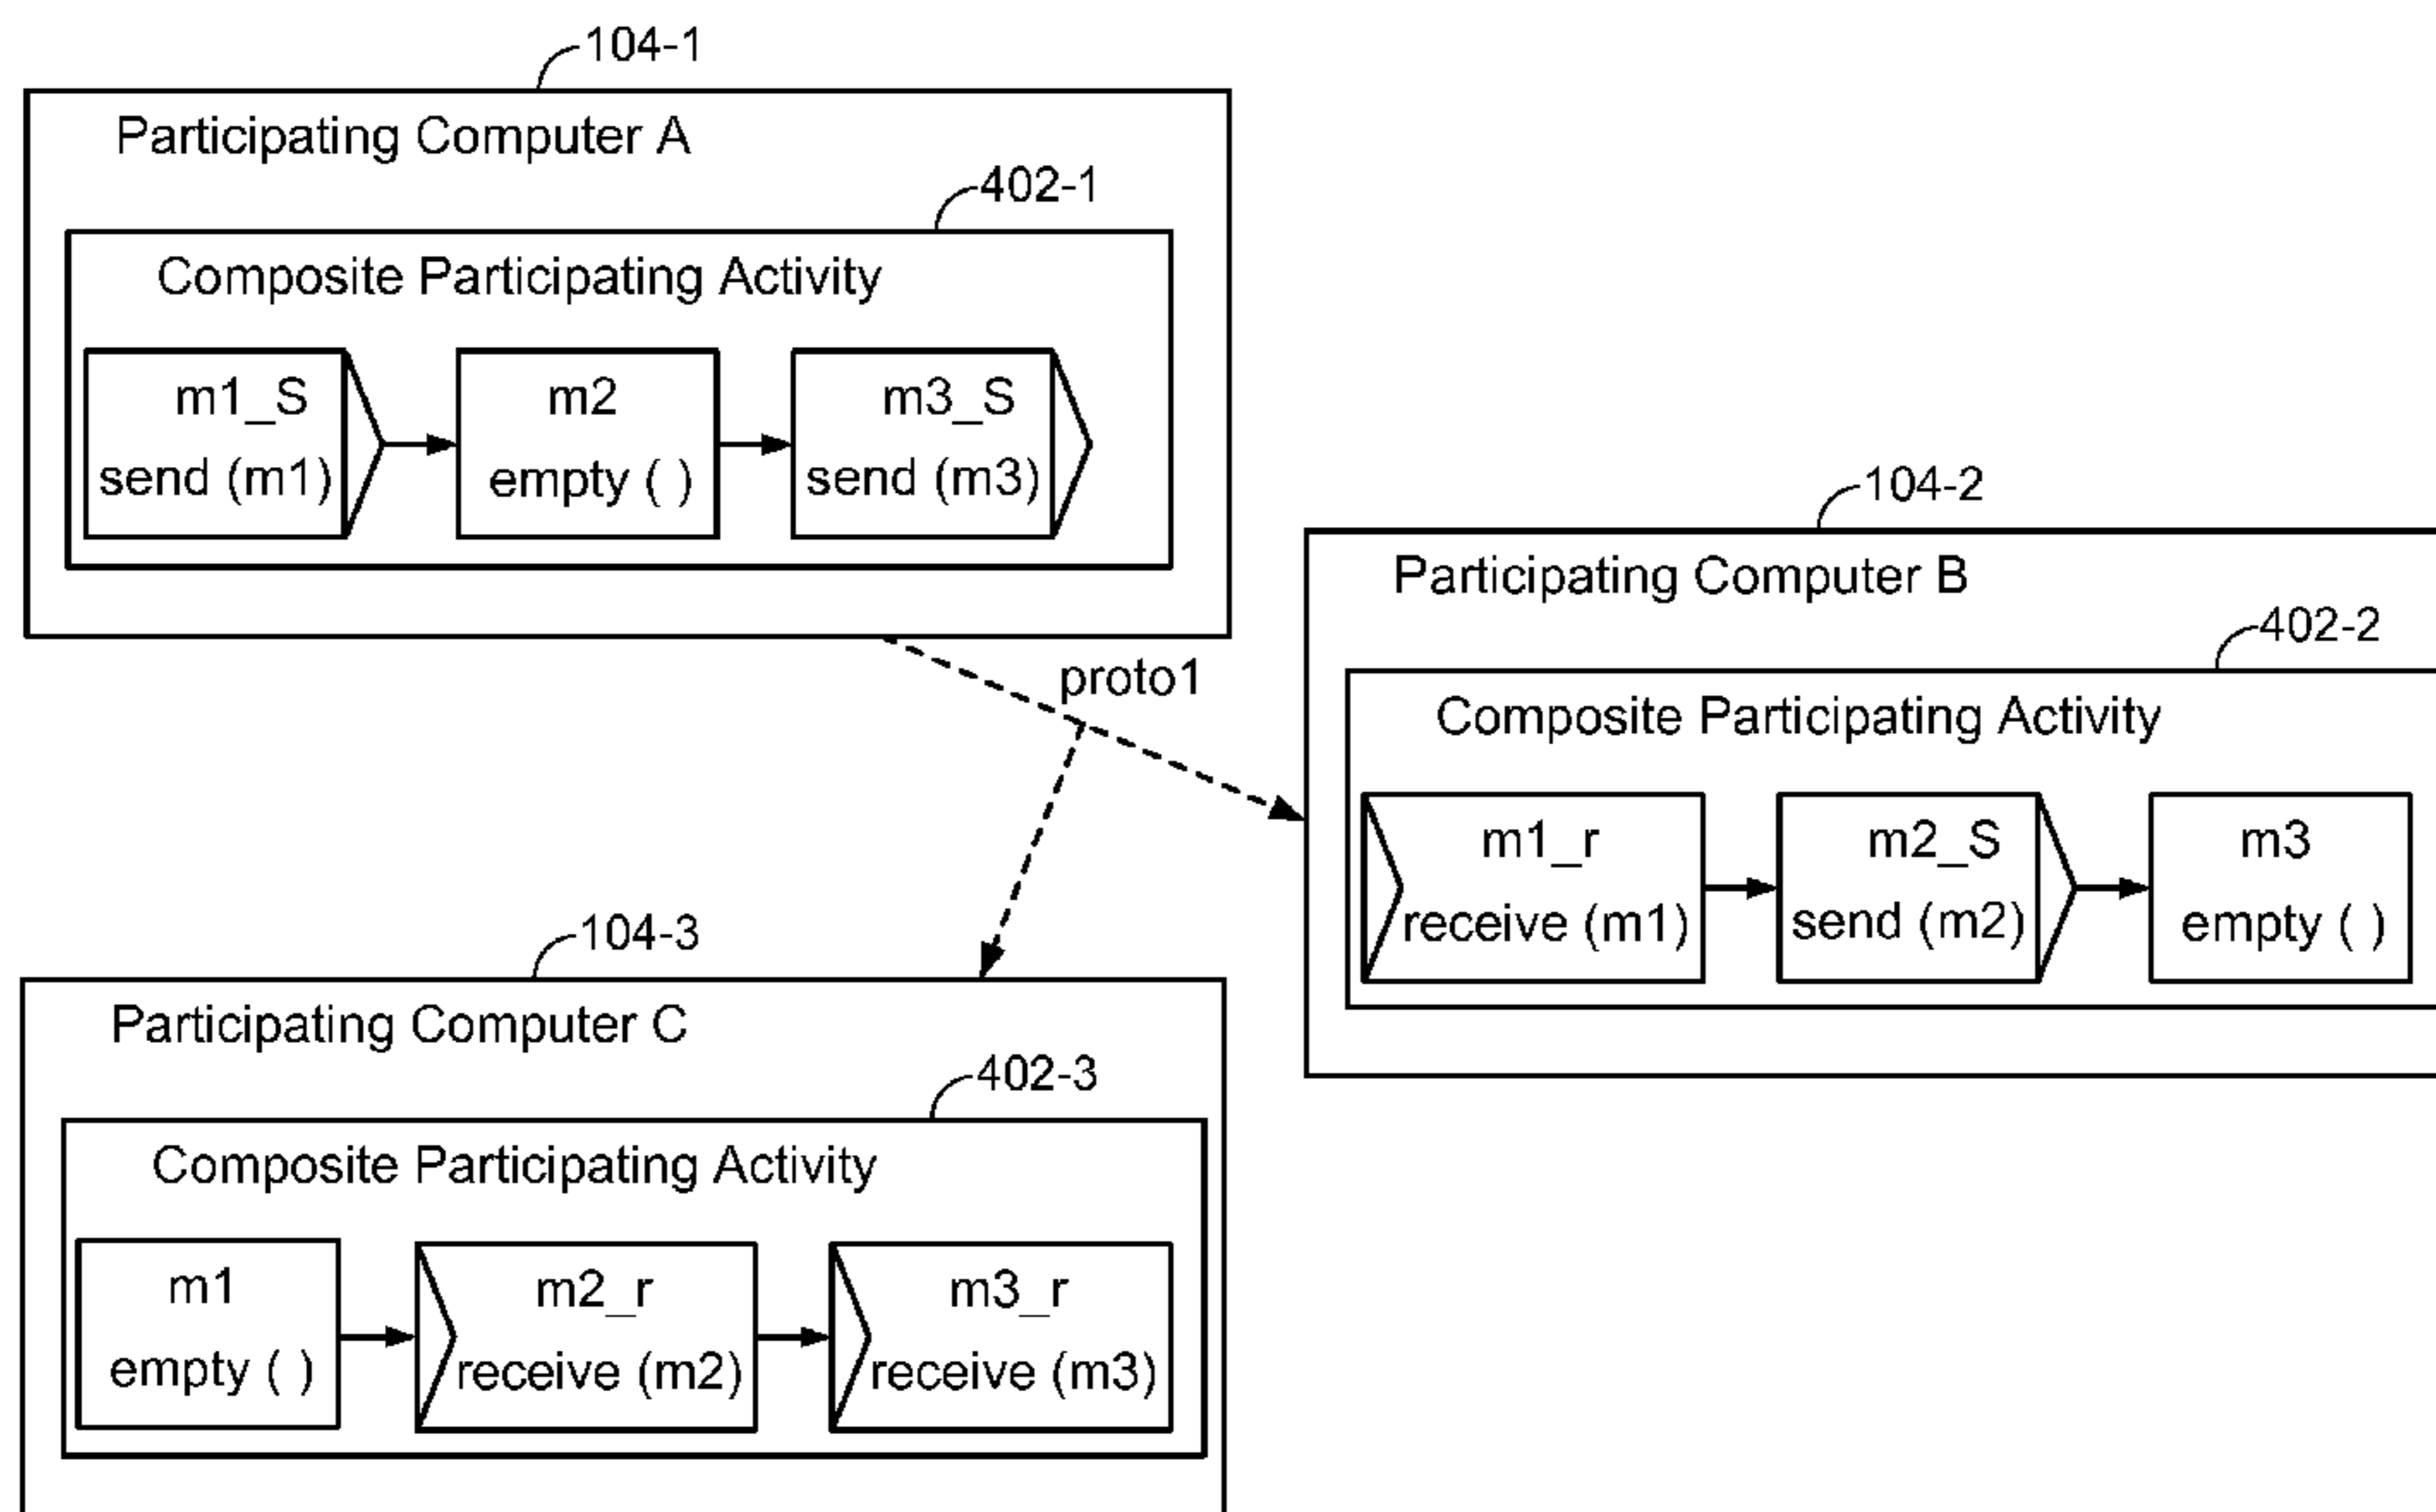 104-1
Participating Computer A
402-1
Composite Participating Activity
m1_S
send (m1)
m2
empty ( )
m3_S
send (m3)
proto1
104-2
Participating Computer B
402-2
Composite Participating Activity
m1_r
receive (m1)
m2_S
send (m2)
m3
empty ( )
104-3
Participating Computer C
402-3
Composite Participating Activity
m1
empty ( )
m2_r
receive (m2)
m3_r
receive (m3)